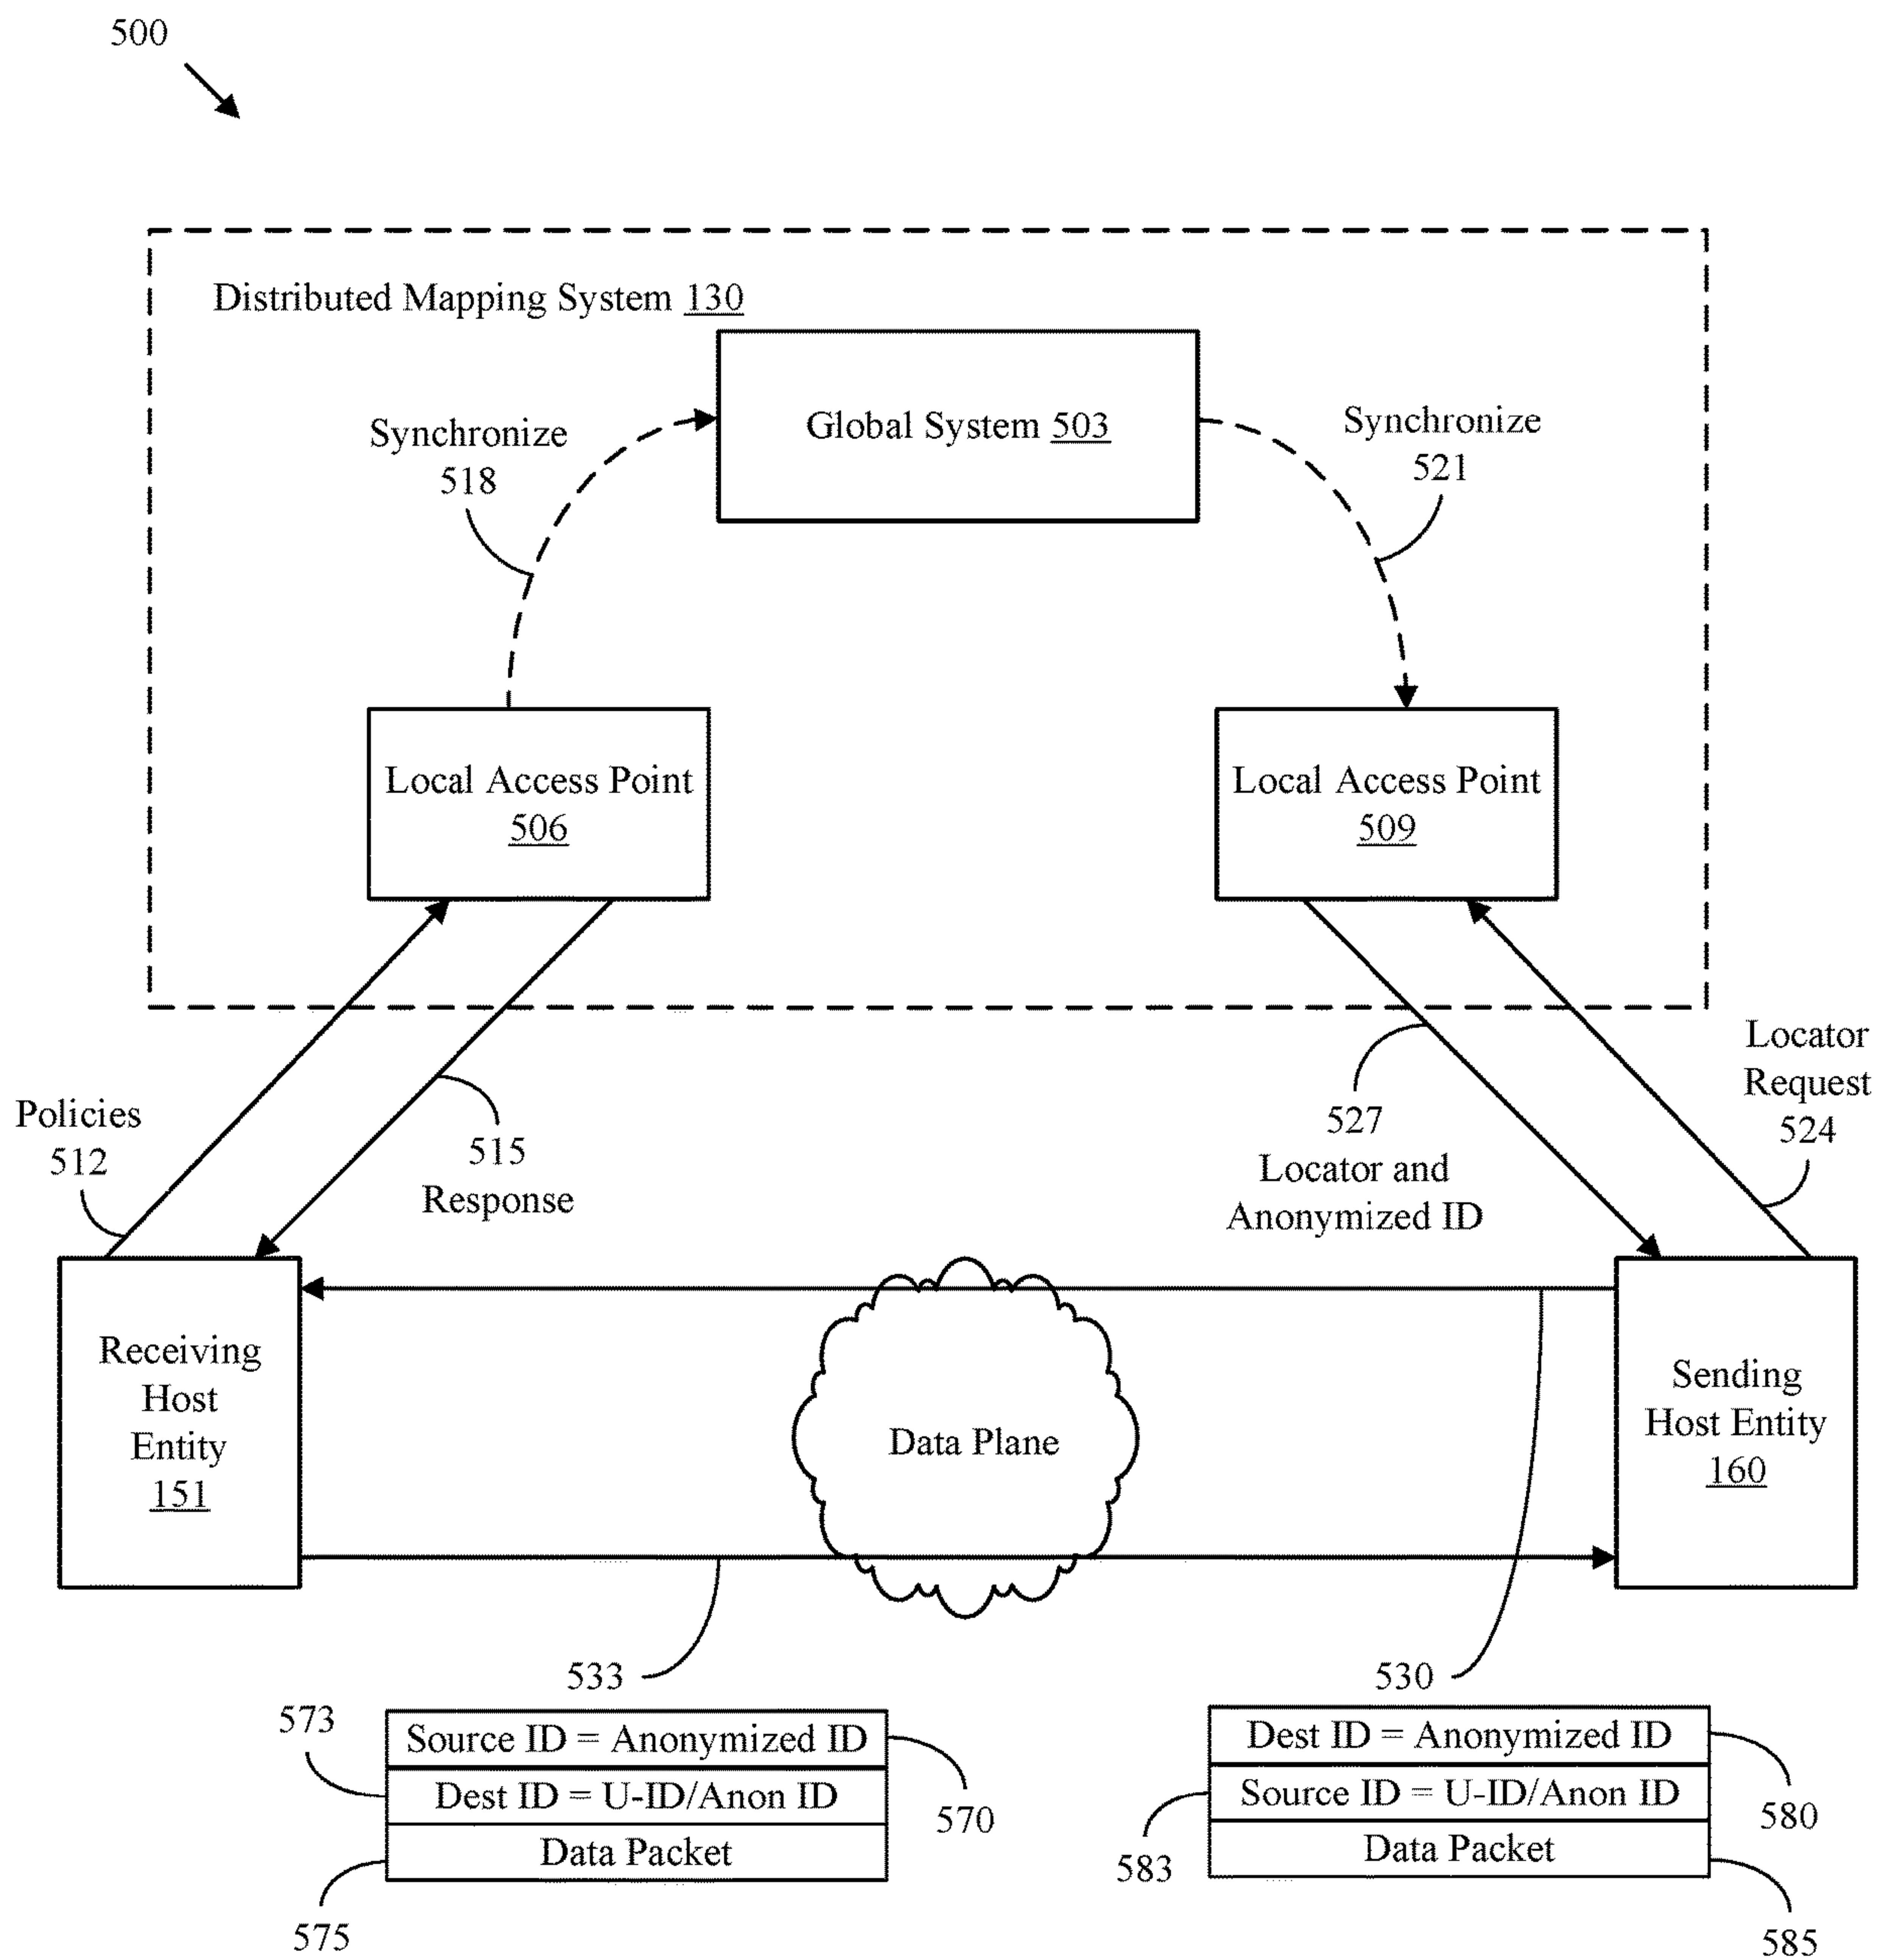 500
Distributed Mapping System 130
Global System 503
Synchronize
518
Synchronize
521
Local Access Point
506
Local Access Point
509
Policies
512
515
Response
527
Locator and
Anonymized ID
Locator
Request
524
Receiving
Host
Entity
151
Data Plane
Sending
Host Entity
160
533
530
573
Source ID = Anonymized ID
Dest ID = U-ID/Anon ID
Data Packet
570
575
Dest ID = Anonymized ID
Source ID = U-ID/Anon ID
Data Packet
580
583
585